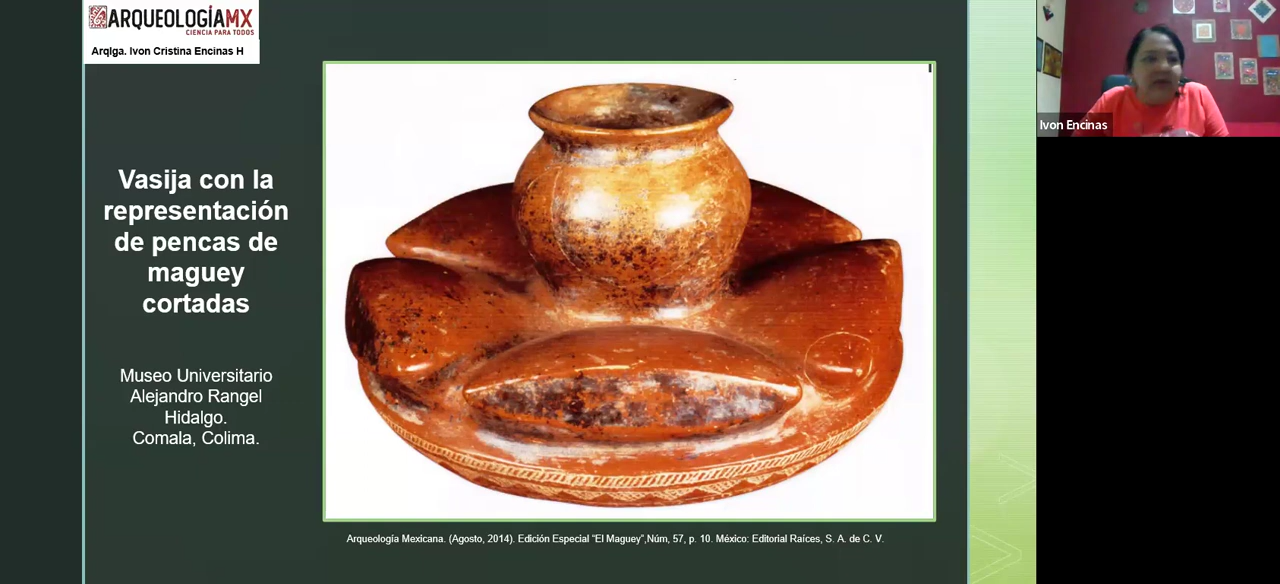 ARQUEOLOGÍAMX
CIENCIA PARA TODOS
Arqlga. Ivon Cristina Encinas H
Vasija con la
representación
de pencas de
maguey
cortadas
Museo Universitario
Alejandro Rangel
Hidalgo.
Comala, Colima.
Arqueología Mexicana. (Agosto, 2014). Edición Especial “El Maguey”,Núm, 57, p. 10. México: Editorial Raíces, S. A. de C. V.
Ivon Encinas